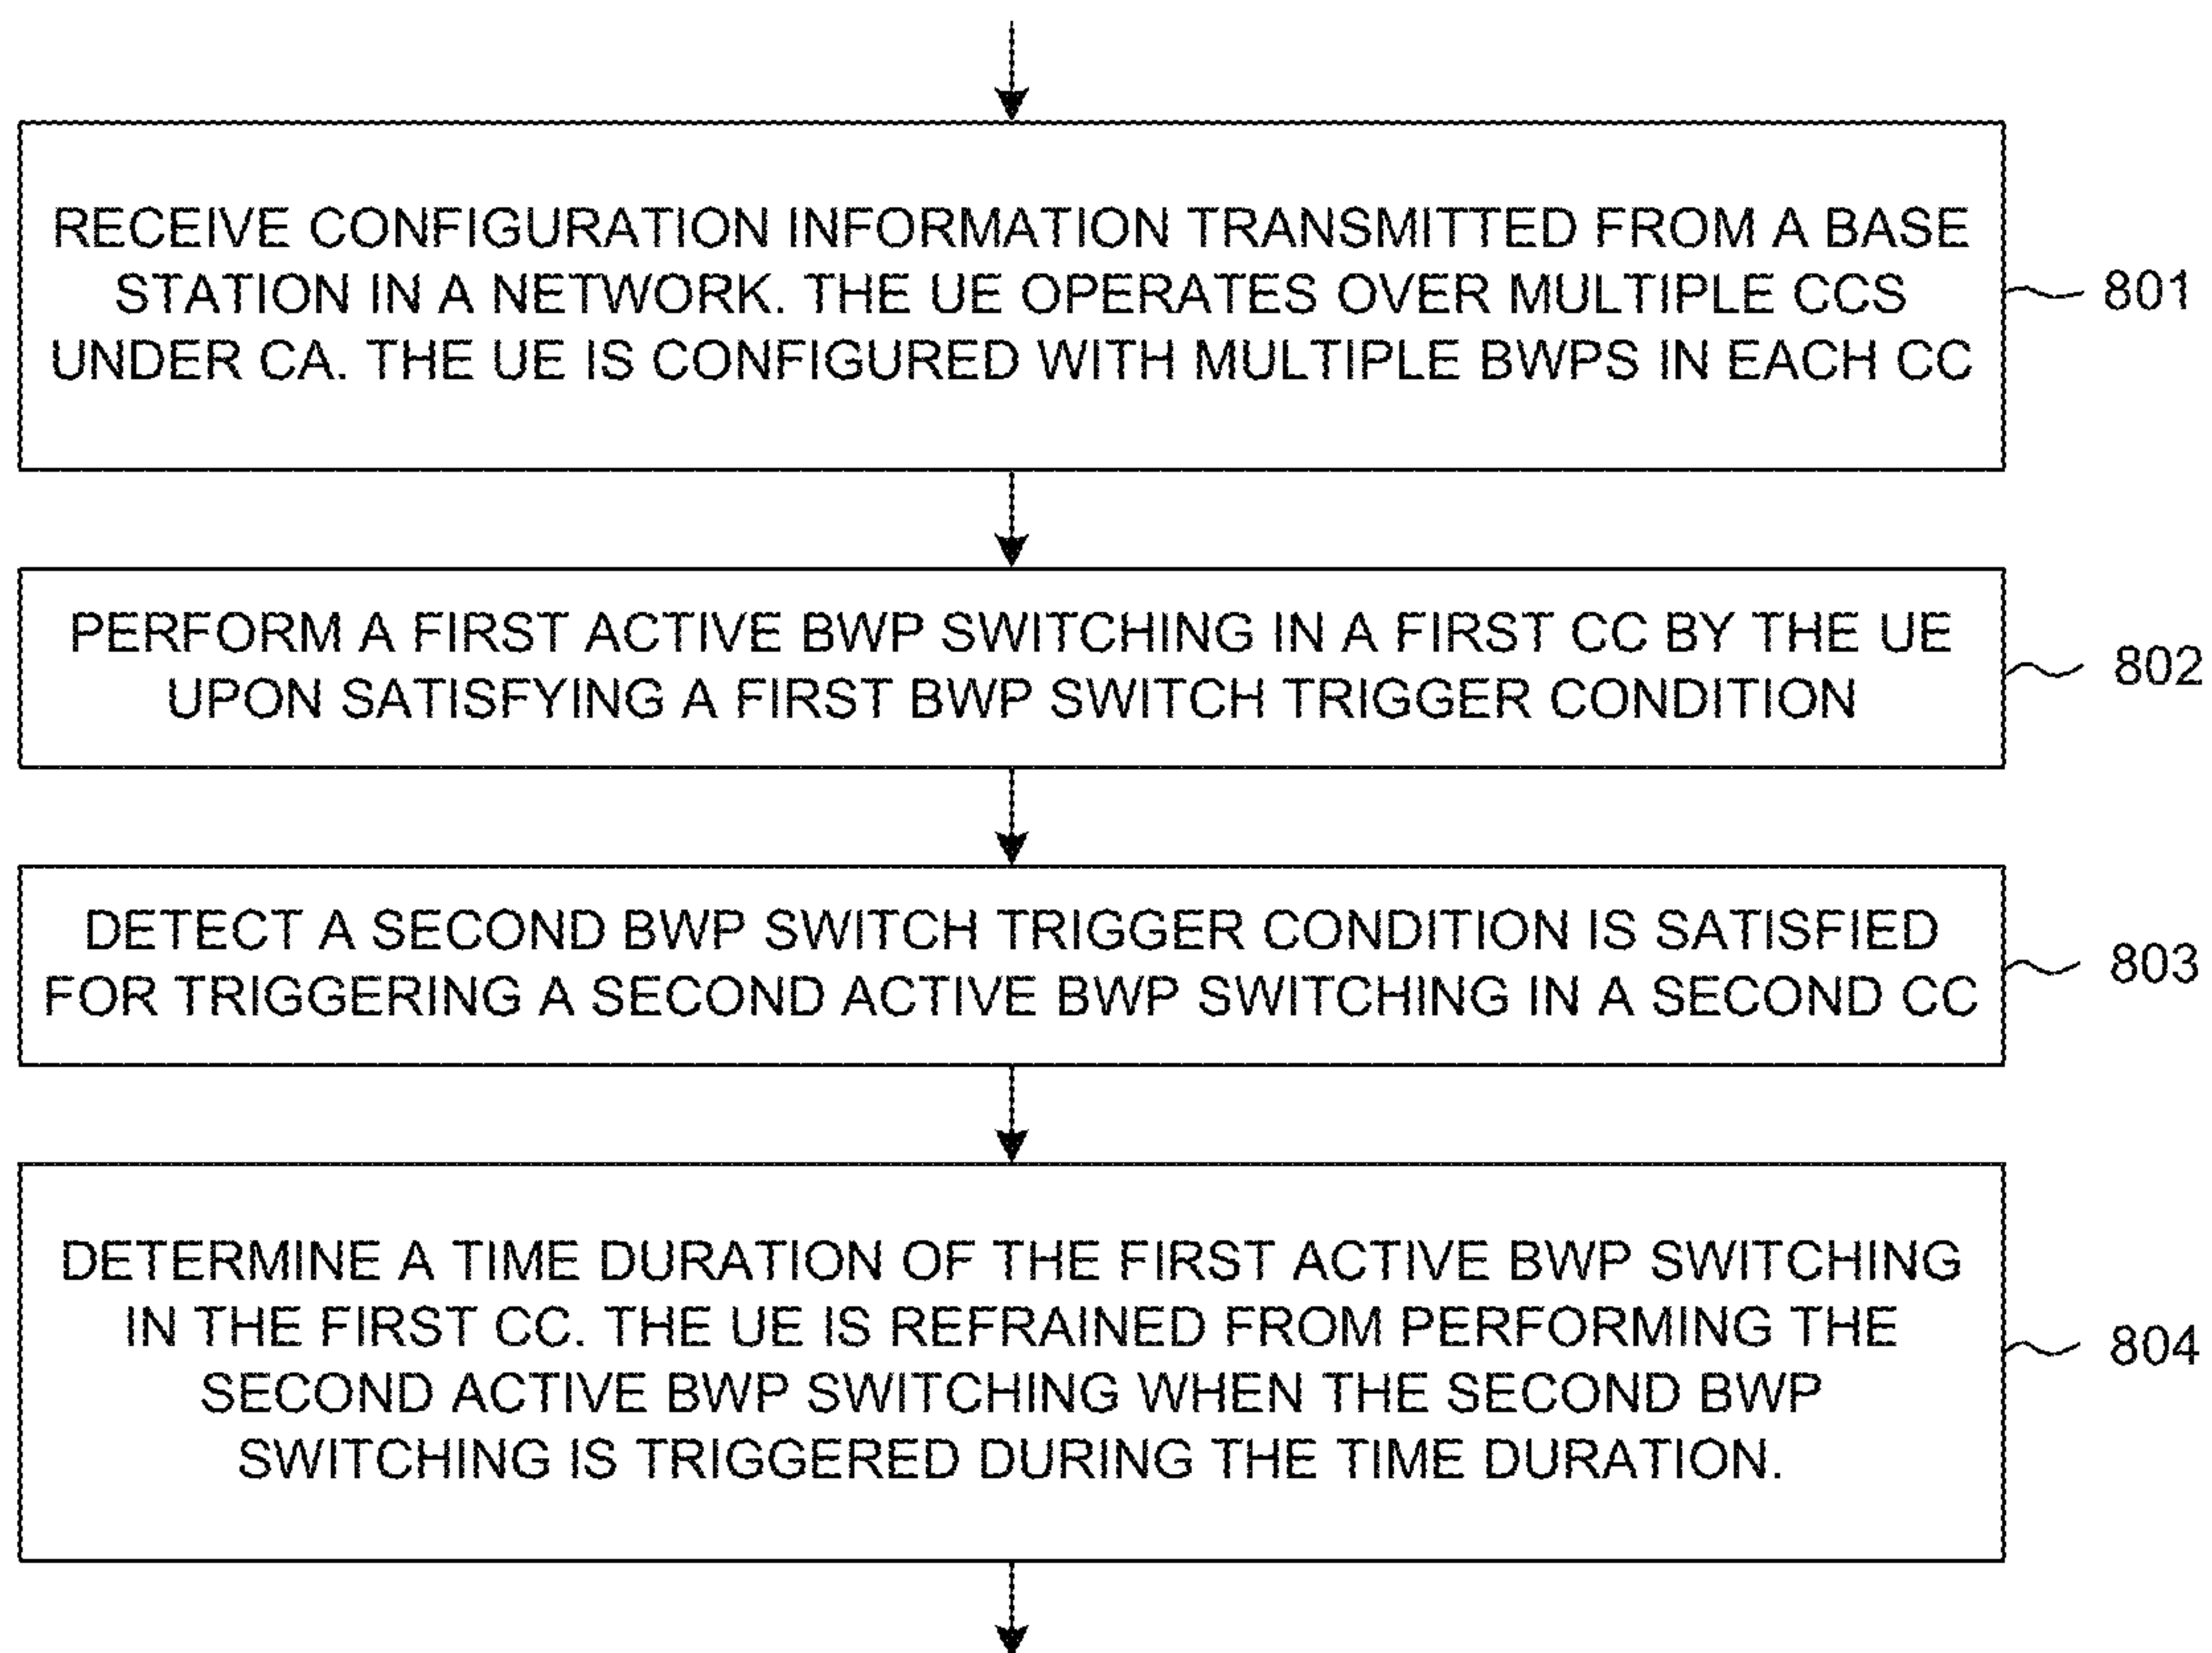 RECEIVE CONFIGURATION INFORMATION TRANSMITTED FROM A BASE
STATION IN A NETWORK. THE UE OPERATES OVER MULTIPLE CCS
UNDER CA. THE UE IS CONFIGURED WITH MULTIPLE BWPS IN EACH CC
801
PERFORM A FIRST ACTIVE BWP SWITCHING IN A FIRST CC BY THE UE
UPON SATISFYING A FIRST BWP SWITCH TRIGGER CONDITION
802
DETECT A SECOND BWP SWITCH TRIGGER CONDITION IS SATISFIED
FOR TRIGGERING A SECOND ACTIVE BWP SWITCHING IN A SECOND CC
803
DETERMINE A TIME DURATION OF THE FIRST ACTIVE BWP SWITCHING
IN THE FIRST CC. THE UE IS REFRAINED FROM PERFORMING THE
SECOND ACTIVE BWP SWITCHING WHEN THE SECOND BWP
SWITCHING IS TRIGGERED DURING THE TIME DURATION.
804